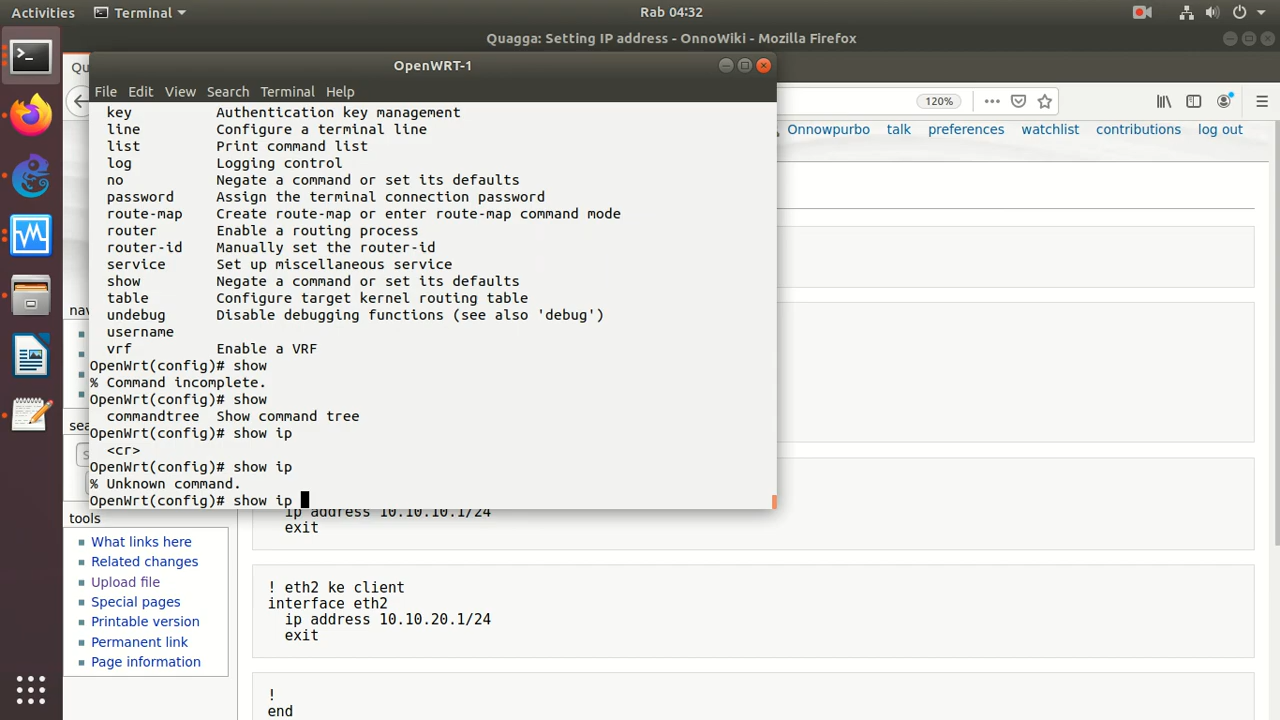 Activities Terminal Rab 04:32
Quagga: Setting IP address - OnnoWiki - Mozilla Firefox
OpenWRT-1
File Edit View Search Terminal Help
120%
Onnowpurbo talk preferences watchlist contributions log out
key Authentication key management
line Configure a terminal line
list Print command list
log Logging control
no Negate a command or set its defaults
password Assign the terminal connection password
route-map Create route-map or enter route-map command mode
router Enable a routing process
router-id Manually set the router-id
service Set up miscellaneous service
show Negate a command or set its defaults
table Configure target kernel routing table
undebug Disable debugging functions (see also 'debug')
username
vrf Enable a VRF
OpenWrt(config)# show
% Command incomplete.
OpenWrt(config)# show
commandtree Show command tree
OpenWrt(config)# show ip
<cr>
OpenWrt(config)# show ip
% Unknown command.
OpenWrt(config)# show ip
ip address 10.10.10.1/24
exit
! eth2 ke client
interface eth2
ip address 10.10.20.1/24
exit
!
end
tools
What links here
Related changes
Upload file
Special pages
Printable version
Permanent link
Page information